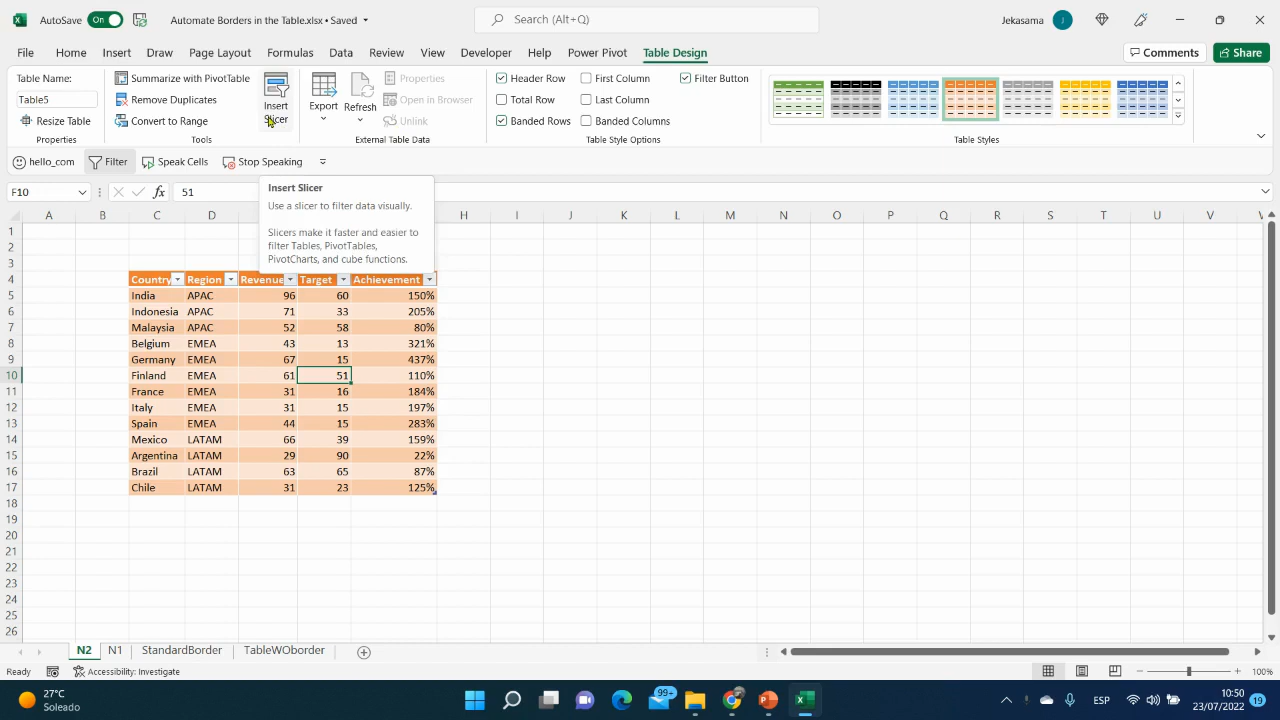 AutoSave On Automate Borders in the Table.xlsx • Saved Search (Alt+Q) Jekasama J
File Home Insert Draw Page Layout Formulas Data Review View Developer Help Power Pivot Table Design Comments Share
Table Name: Summarize with PivotTable Properties Header Row First Column Filter Button
Table5 Remove Duplicates Insert Slicer Export Refresh Open in Browser Total Row Last Column
Resize Table Convert to Range Unlink Banded Rows Banded Columns
Properties Tools External Table Data Table Style Options Table Styles
hello_com Filter Speak Cells Stop Speaking
F10 fx 51
Insert Slicer
Use a slicer to filter data visually.
Slicers make it faster and easier to
filter Tables, PivotTables,
PivotCharts, and cube functions.
A B C D H I J K L M N O P Q R S T U V
1
2
3
4 Country Region Revenue Target Achievement
5 India APAC 96 60 150%
6 Indonesia APAC 71 33 205%
7 Malaysia APAC 52 58 80%
8 Belgium EMEA 43 13 321%
9 Germany EMEA 67 15 437%
10 Finland EMEA 61 51 110%
11 France EMEA 31 16 184%
12 Italy EMEA 31 15 197%
13 Spain EMEA 44 15 283%
14 Mexico LATAM 66 39 159%
15 Argentina LATAM 29 90 22%
16 Brazil LATAM 63 65 87%
17 Chile LATAM 31 23 125%
18
19
20
21
22
23
24
25
26
N2 N1 StandardBorder TableWOborder
Ready Accessibility: Investigate 100%
27°C 99+ ESP 10:50
Soleado 23/07/2022 19